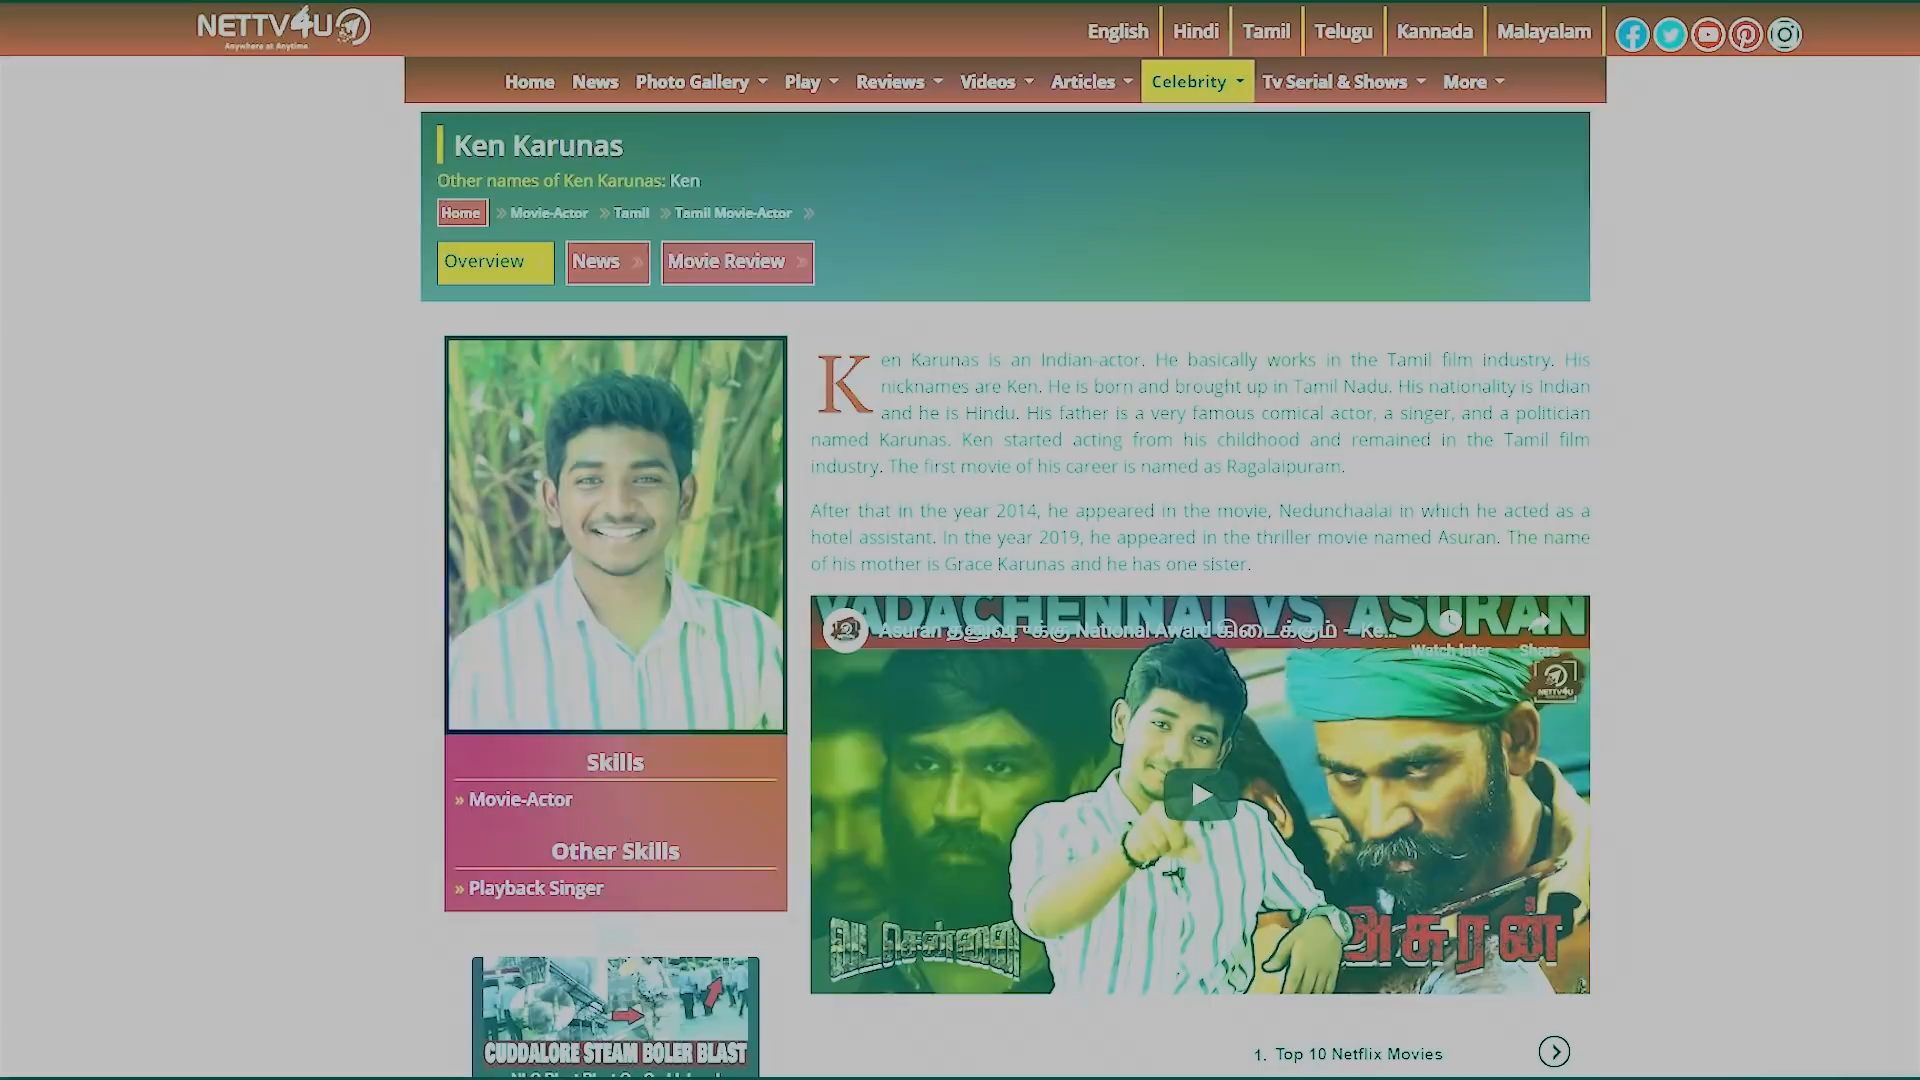 NETTV4U
Anywhere at Anytime
English Hindi Tamil Telugu Kannada Malayalam
Home News Photo Gallery Play Reviews Videos Articles Celebrity Tv Serial & Shows More
Ken Karunas
Other names of Ken Karunas: Ken
Home » Movie-Actor » Tamil » Tamil Movie-Actor »
Overview News » Movie Review »
Ken Karunas is an Indian-actor. He basically works in the Tamil film industry. His
nicknames are Ken. He is born and brought up in Tamil Nadu. His nationality is Indian
and he is Hindu. His father is a very famous comical actor, a singer, and a politician
named Karunas. Ken started acting from his childhood and remained in the Tamil film
industry. The first movie of his career is named as Ragalaipuram.
After that in the year 2014, he appeared in the movie, Nedunchaalai in which he acted as a
hotel assistant. In the year 2019, he appeared in the thriller movie named Asuran. The name
of his mother is Grace Karunas and he has one sister.
VADACHENNAI VS ASURAN
Asuran தனுஷுக்கு National Award கிடைக்கும் - Ke...
Watch later Share
NETTV4U
வடசென்னை
அசுரன்
Skills
» Movie-Actor
Other Skills
» Playback Singer
CUDDALORE STEAM BOLER BLAST
1. Top 10 Netflix Movies